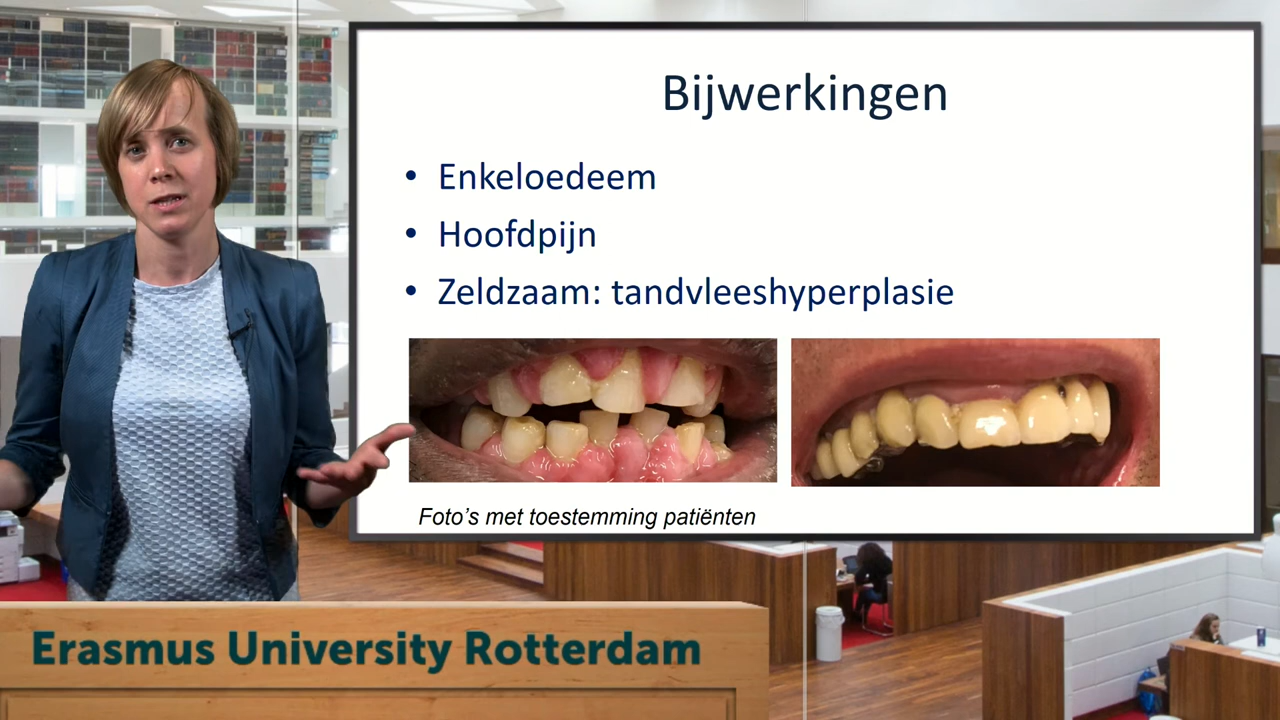 Bijwerkingen
• Enkeloedeem
• Hoofdpijn
• Zeldzaam: tandvleeshyperplasie
Foto's met toestemming patiënten
Erasmus University Rotterdam